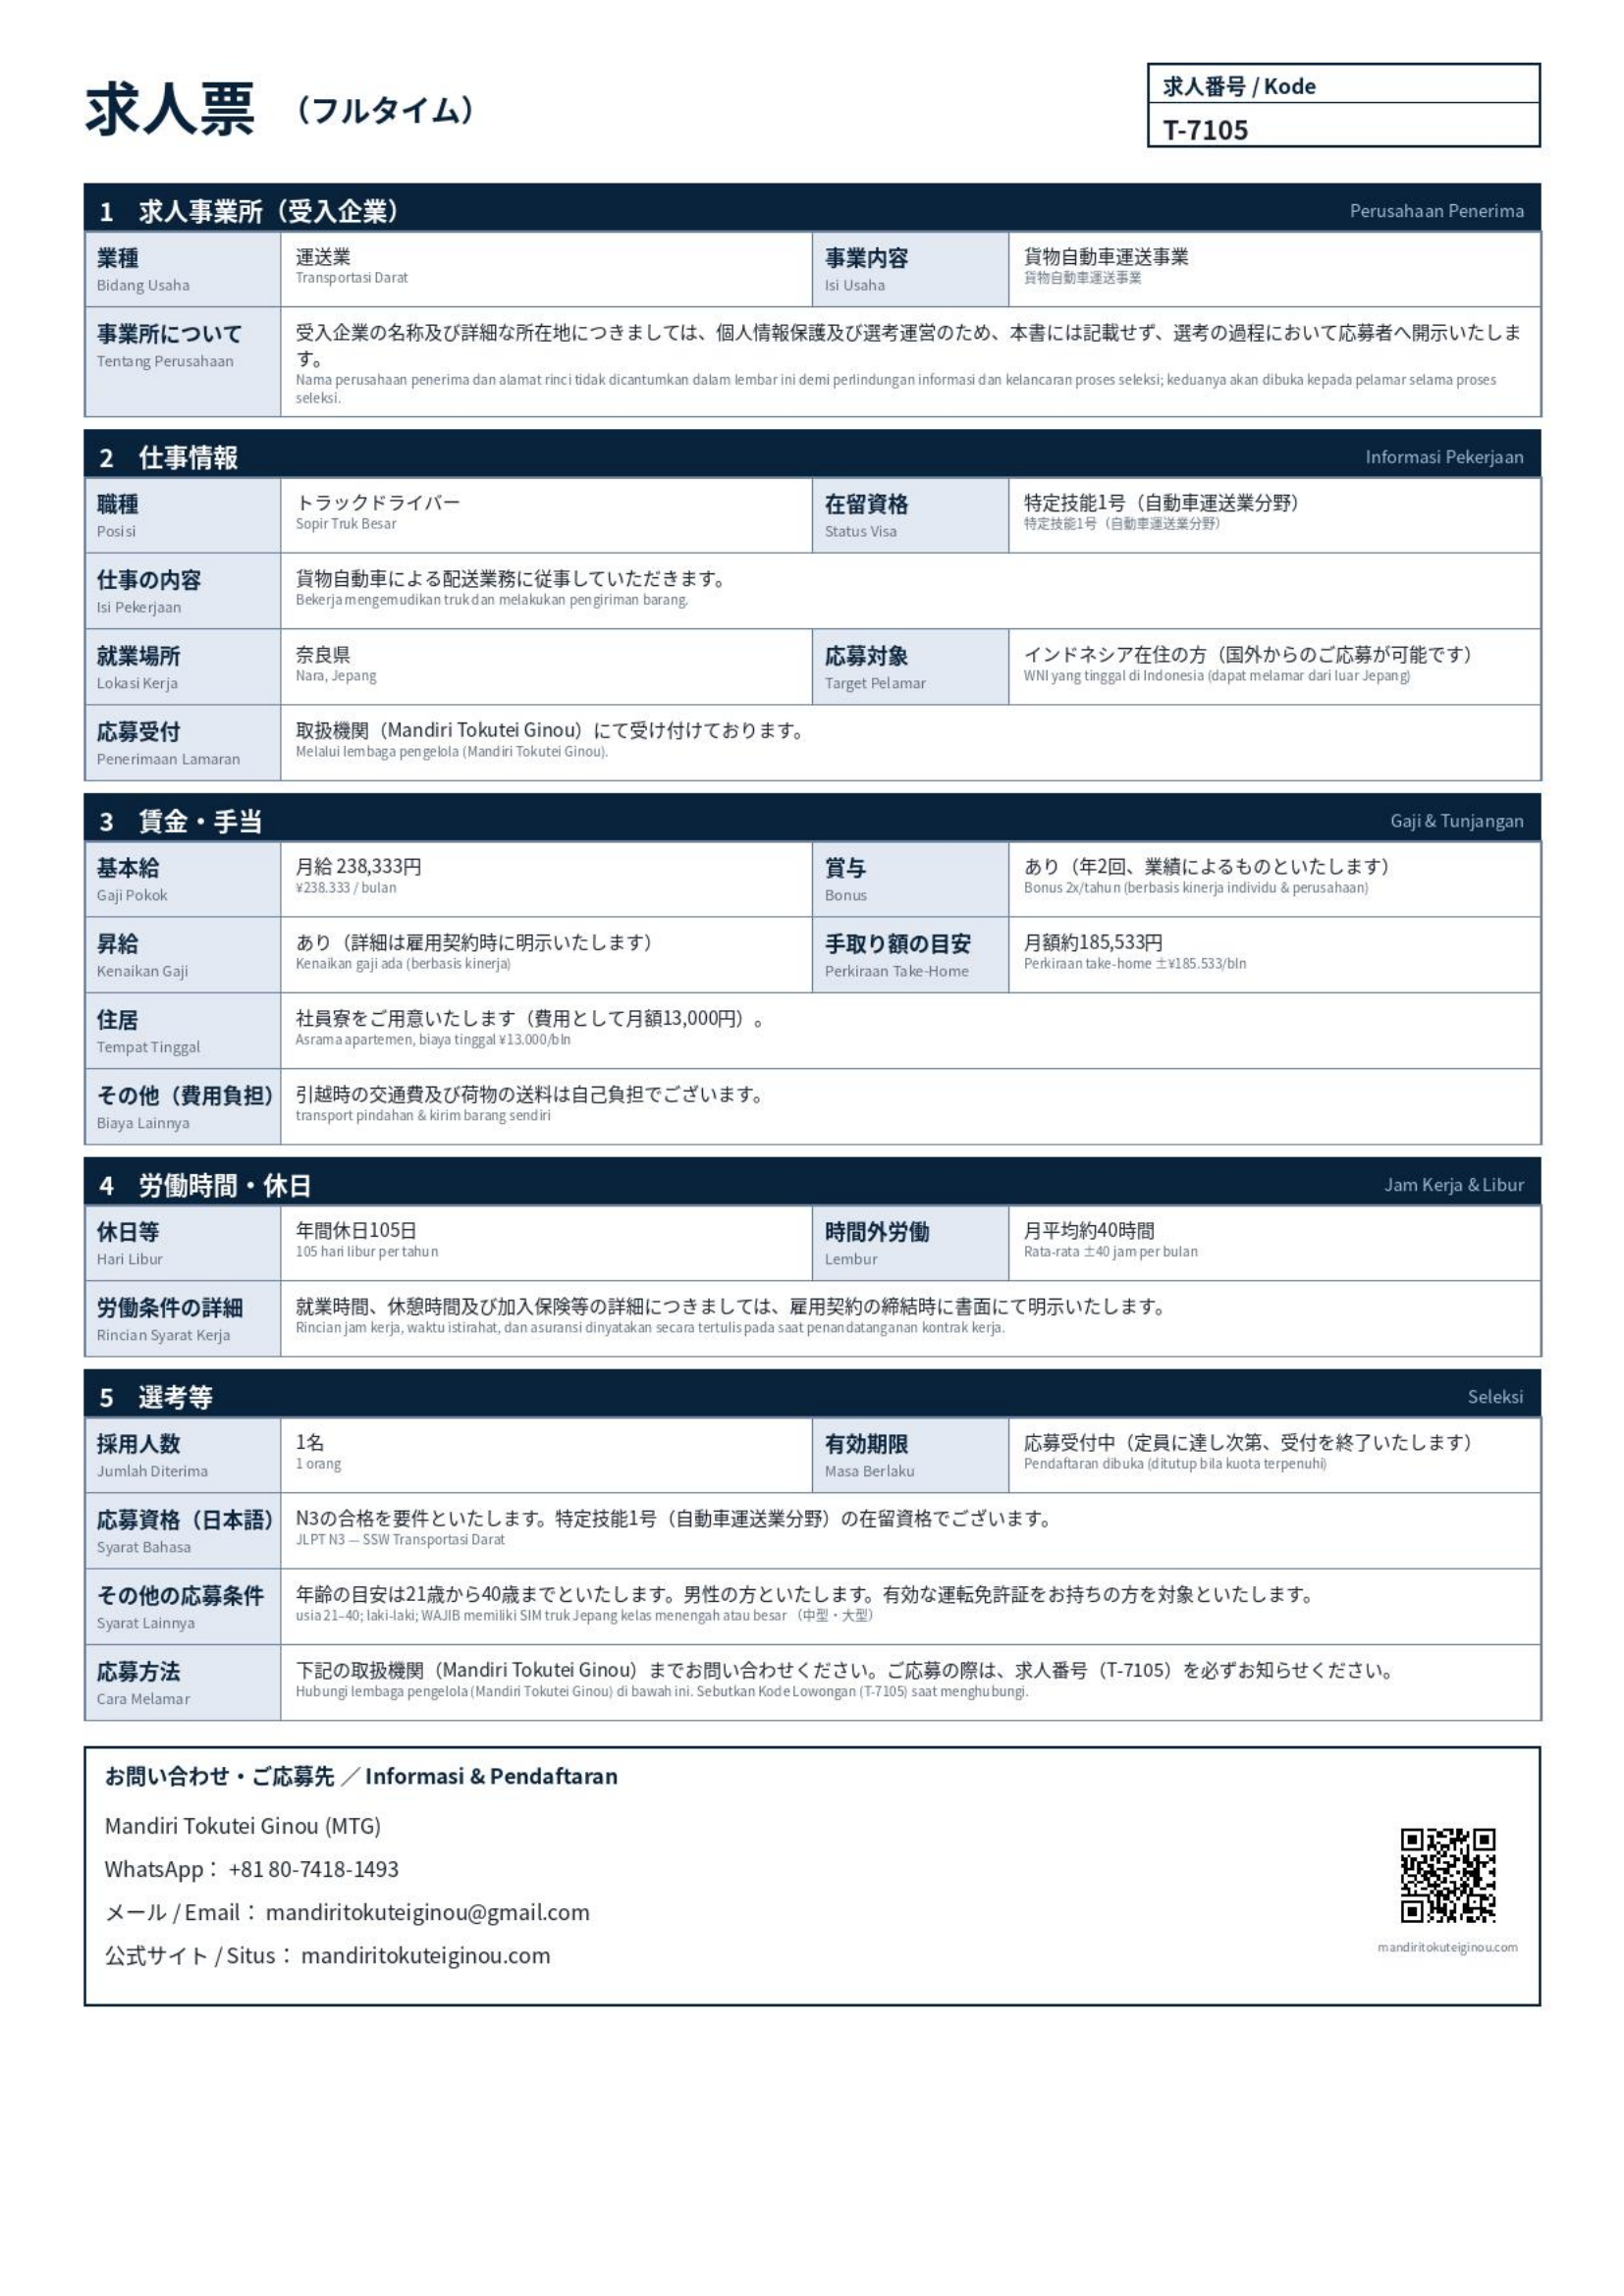 求人票 （フルタイム）
求人番号 / Kode
T-7105
1 求人事業所（受入企業） Perusahaan Penerima
業種 運送業 事業内容 貨物自動車運送事業
Bidang Usaha Transportasi Darat Isi Usaha 貨物自動車運送事業
事業所について 受入企業の名称及び詳細な所在地につきましては、個人情報保護及び選考運営のため、本書には記載せず、選考の過程において応募者へ開示いたしま
す。
Tentang Perusahaan
Nama perusahaan penerima dan alamat rinci tidak dicantumkan dalam lembar ini demi perlindungan informasi dan kelancaran proses seleksi; keduanya akan dibuka kepada pelamar selama proses
seleksi.
2 仕事情報 Informasi Pekerjaan
職種 トラックドライバー 在留資格 特定技能1号（自動車運送業分野）
Posisi Sopir Truk Besar Status Visa 特定技能1号（自動車運送業分野）
仕事の内容 貨物自動車による配送業務に従事していただきます。
Isi Pekerjaan Bekerja mengemudikan truk dan melakukan pengiriman barang.
就業場所 奈良県 応募対象 インドネシア在住の方（国外からのご応募が可能です）
Lokasi Kerja Nara, Jepang Target Pelamar WNI yang tinggal di Indonesia (dapat melamar dari luar Jepang)
応募受付 取扱機関（Mandiri Tokutei Ginou）にて受け付けております。
Penerimaan Lamaran Melalui lembaga pengelola (Mandiri Tokutei Ginou).
3 賃金・手当 Gaji & Tunjangan
基本給 月給 238,333円 賞与 あり（年2回、業績によるものといたします）
Gaji Pokok ¥238.333 / bulan Bonus Bonus 2x/tahun (berbasis kinerja individu & perusahaan)
昇給 あり（詳細は雇用契約時に明示いたします） 手取り額の目安 月額約185,533円
Kenaikan Gaji Kenaikan gaji ada (berbasis kinerja) Perkiraan Take-Home Perkiraan take-home ±¥185.533/bln
住居 社員寮をご用意いたします（費用として月額13,000円）。
Tempat Tinggal Asrama apartemen, biaya tinggal ¥13.000/bln
その他（費用負担） 引越時の交通費及び荷物の送料は自己負担でございます。
Biaya Lainnya transport pindahan & kirim barang sendiri
4 労働時間・休日 Jam Kerja & Libur
休日等 年間休日105日 時間外労働 月平均約40時間
Hari Libur 105 hari libur per tahun Lembur Rata-rata ±40 jam per bulan
労働条件の詳細 就業時間、休憩時間及び加入保険等の詳細につきましては、雇用契約の締結時に書面にて明示いたします。
Rincian Syarat Kerja Rincian jam kerja, waktu istirahat, dan asuransi dinyatakan secara tertulis pada saat penandatanganan kontrak kerja.
5 選考等 Seleksi
採用人数 1名 有効期限 応募受付中（定員に達し次第、受付を終了いたします）
Jumlah Diterima 1 orang Masa Berlaku Pendaftaran dibuka (ditutup bila kuota terpenuhi)
応募資格（日本語） N3の合格を要件といたします。特定技能1号（自動車運送業分野）の在留資格でございます。
Syarat Bahasa JLPT N3 — SSW Transportasi Darat
その他の応募条件 年齢の目安は21歳から40歳までといたします。男性の方といたします。有効な運転免許証をお持ちの方を対象といたします。
Syarat Lainnya usia 21–40; laki-laki; WAJIB memiliki SIM truk Jepang kelas menengah atau besar （中型・大型）
応募方法 下記の取扱機関（Mandiri Tokutei Ginou）までお問い合わせください。ご応募の際は、求人番号（T-7105）を必ずお知らせください。
Cara Melamar Hubungi lembaga pengelola (Mandiri Tokutei Ginou) di bawah ini. Sebutkan Kode Lowongan (T-7105) saat menghubungi.
お問い合わせ・ご応募先 ／ Informasi & Pendaftaran
Mandiri Tokutei Ginou (MTG)
WhatsApp： +81 80-7418-1493
メール / Email： mandiritokuteiginou@gmail.com
公式サイト / Situs： mandiritokuteiginou.com
mandiritokuteiginou.com